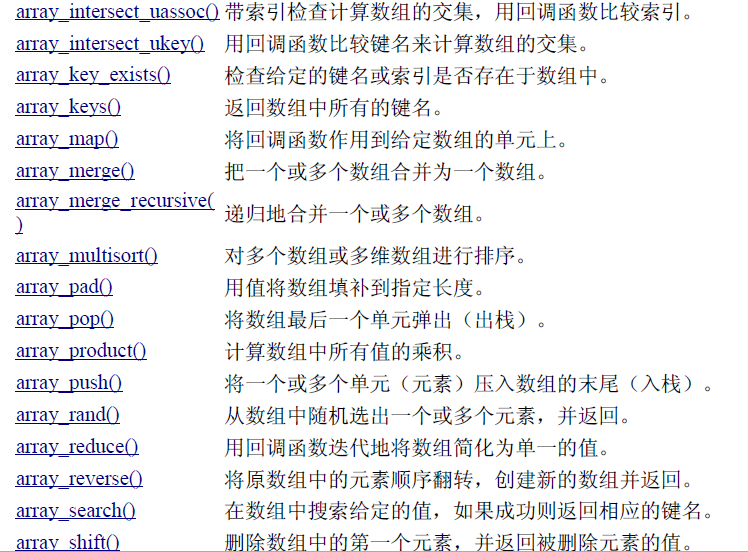 array_intersect_uassoc() 带索引检查计算数组的交集，用回调函数比较索引。
array_intersect_ukey() 用回调函数比较键名来计算数组的交集。
array_key_exists() 检查给定的键名或索引是否存在于数组中。
array_keys() 返回数组中所有的键名。
array_map() 将回调函数作用到给定数组的单元上。
array_merge() 把一个或多个数组合并为一个数组。
array_merge_recursive(
) 递归地合并一个或多个数组。
array_multisort() 对多个数组或多维数组进行排序。
array_pad() 用值将数组填补到指定长度。
array_pop() 将数组最后一个单元弹出（出栈）。
array_product() 计算数组中所有值的乘积。
array_push() 将一个或多个单元（元素）压入数组的末尾（入栈）。
array_rand() 从数组中随机选出一个或多个元素，并返回。
array_reduce() 用回调函数迭代地将数组简化为单一的值。
array_reverse() 将原数组中的元素顺序翻转，创建新的数组并返回。
array_search() 在数组中搜索给定的值，如果成功则返回相应的键名。
array_shift() 删除数组中的第一个元素，并返回被删除元素的值。